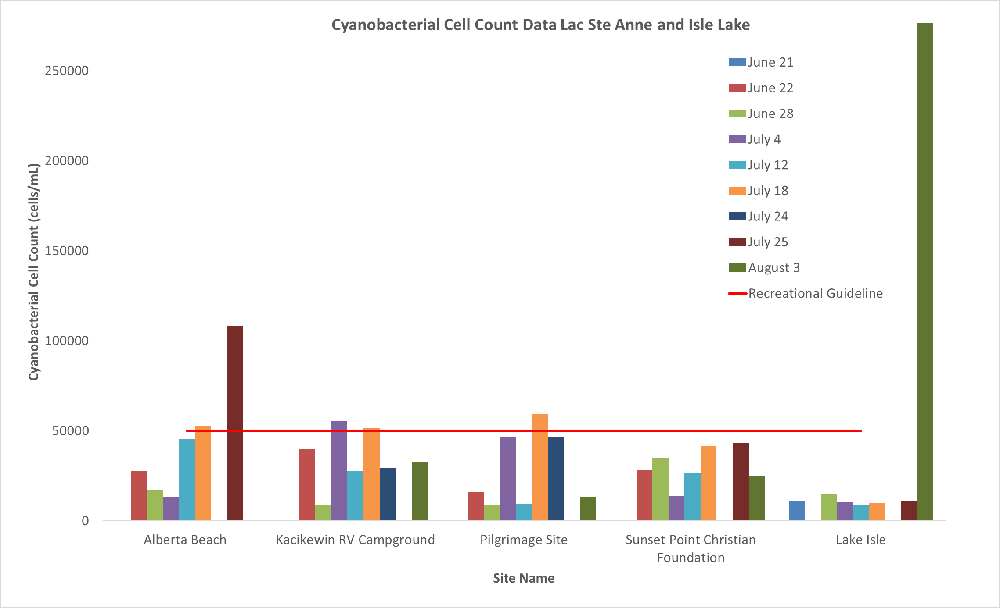 Cyanobacterial Cell Count Data Lac Ste Anne and Isle Lake
Cyanobacterial Cell Count (cells/mL)
250000
200000
150000
100000
50000
0
June 21
June 22
June 28
July 4
July 12
July 18
July 24
July 25
August 3
Recreational Guideline
Alberta Beach
Kacikewin RV Campground
Pilgrimage Site
Sunset Point Christian
Foundation
Lake Isle
Site Name